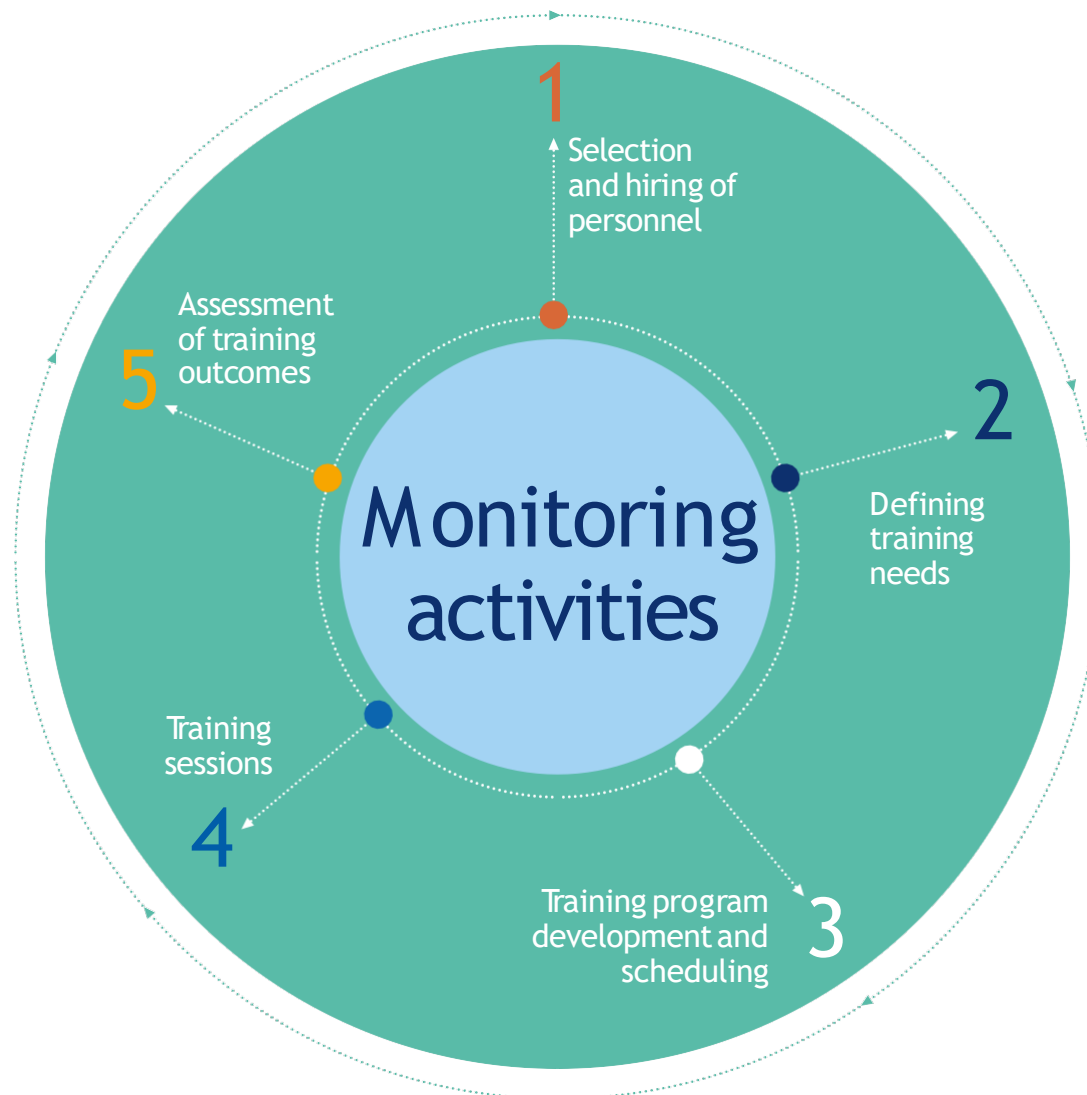 1
Selection
and hiring of
personnel
2
Defining
training
needs
3
Training program
development and
scheduling
4
Training
sessions
5
Assessment
of training
outcomes
Monitoring
activities